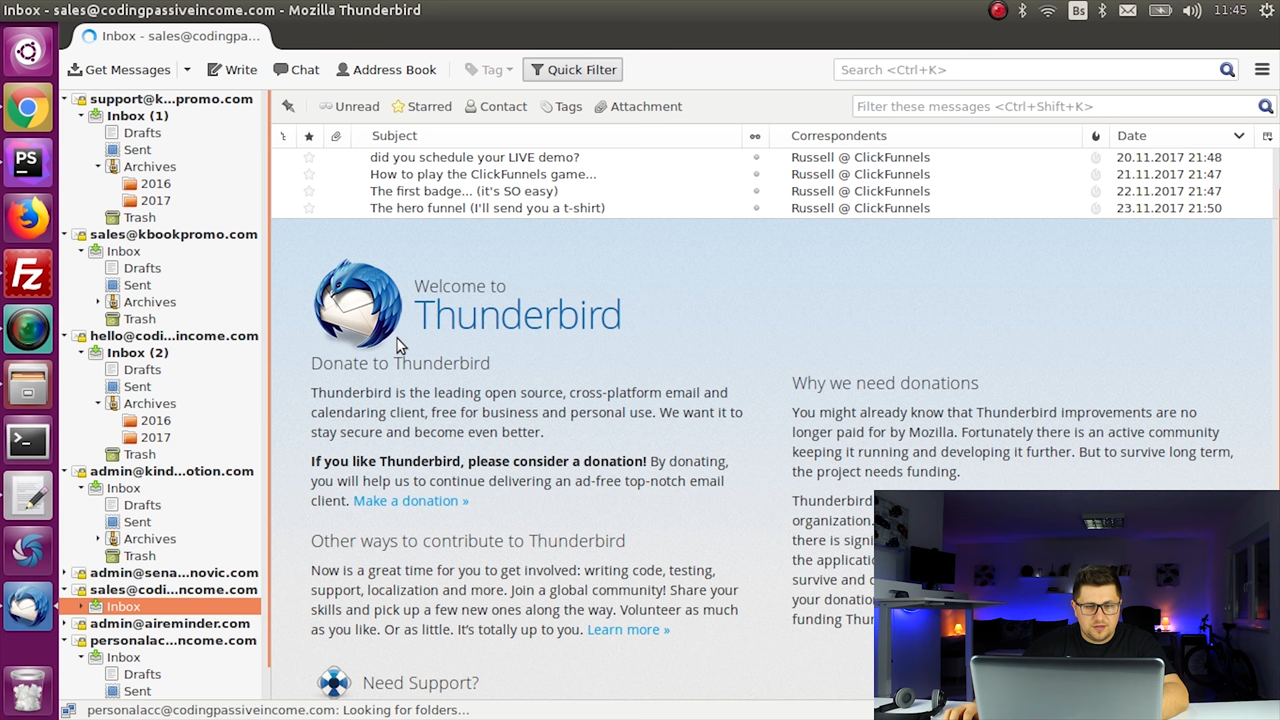 Inbox - sales@codingpassiveincome.com - Mozilla Thunderbird
Bs
11:45
Inbox - sales@codingpa...
Get Messages
Write
Chat
Address Book
Tag
Quick Filter
Search <Ctrl+K>
Unread
Starred
Contact
Tags
Attachment
Filter these messages <Ctrl+Shift+K>
Subject
Correspondents
Date
did you schedule your LIVE demo? Russell @ ClickFunnels 20.11.2017 21:48
How to play the ClickFunnels game... Russell @ ClickFunnels 21.11.2017 21:47
The first badge... (it's SO easy) Russell @ ClickFunnels 22.11.2017 21:47
The hero funnel (I'll send you a t-shirt) Russell @ ClickFunnels 23.11.2017 21:50
support@k...promo.com
Inbox (1)
Drafts
Sent
Archives
2016
2017
Trash
sales@kbookpromo.com
Inbox
Drafts
Sent
Archives
Trash
hello@codi...income.com
Inbox (2)
Drafts
Sent
Archives
2016
2017
Trash
admin@kind...otion.com
Inbox
Drafts
Sent
Archives
Trash
admin@sena...novic.com
sales@codi...ncome.com
Inbox
admin@aireminder.com
personalac...ncome.com
Inbox
Drafts
Sent
PS
Fz
Welcome to
Thunderbird
Donate to Thunderbird
Thunderbird is the leading open source, cross-platform email and
calendaring client, free for business and personal use. We want it to
stay secure and become even better.
If you like Thunderbird, please consider a donation! By donating,
you will help us to continue delivering an ad-free top-notch email
client. Make a donation »
Other ways to contribute to Thunderbird
Now is a great time for you to get involved: writing code, testing,
support, localization and more. Join a global community! Share your
skills and pick up a few new ones along the way. Volunteer as much
as you like. Or as little. It's totally up to you. Learn more »
Need Support?
Why we need donations
You might already know that Thunderbird improvements are no
longer paid for by Mozilla. Fortunately there is an active community
keeping it running and developing it further. But to survive long term,
the project needs funding.
Thunderbird
organization.
there is
the
survive and
your
funding
personalacc@codingpassiveincome.com: Looking for folders...